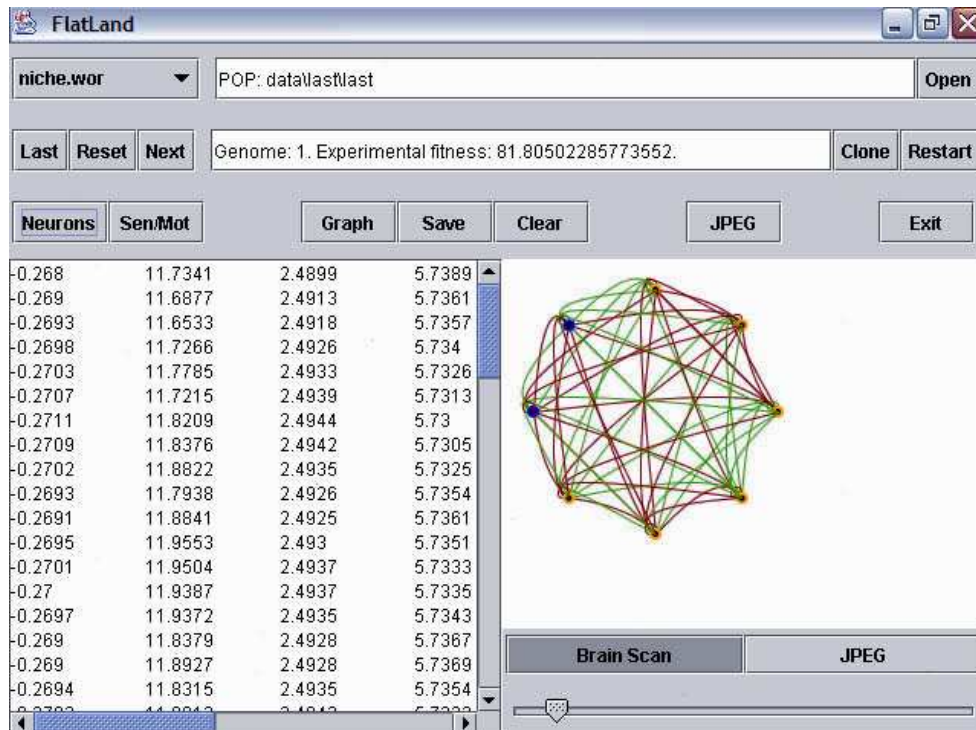 FlatLand
niche.wor POP: data\last\last Open
Last Reset Next Genome: 1. Experimental fitness: 81.80502285773552. Clone Restart
Neurons Sen/Mot Graph Save Clear JPEG Exit
-0.268 11.7341 2.4899 5.7389
-0.269 11.6877 2.4913 5.7361
-0.2693 11.6533 2.4918 5.7357
-0.2698 11.7266 2.4926 5.734
-0.2703 11.7785 2.4933 5.7326
-0.2707 11.7215 2.4939 5.7313
-0.2711 11.8209 2.4944 5.73
-0.2709 11.8376 2.4942 5.7305
-0.2702 11.8822 2.4935 5.7325
-0.2693 11.7938 2.4926 5.7354
-0.2691 11.8841 2.4925 5.7361
-0.2695 11.9553 2.493 5.7351
-0.2701 11.9504 2.4937 5.7333
-0.27 11.9387 2.4937 5.7335
-0.2697 11.9372 2.4935 5.7343
-0.269 11.8379 2.4928 5.7367
-0.269 11.8927 2.4928 5.7369
-0.2694 11.8315 2.4935 5.7354
Brain Scan JPEG